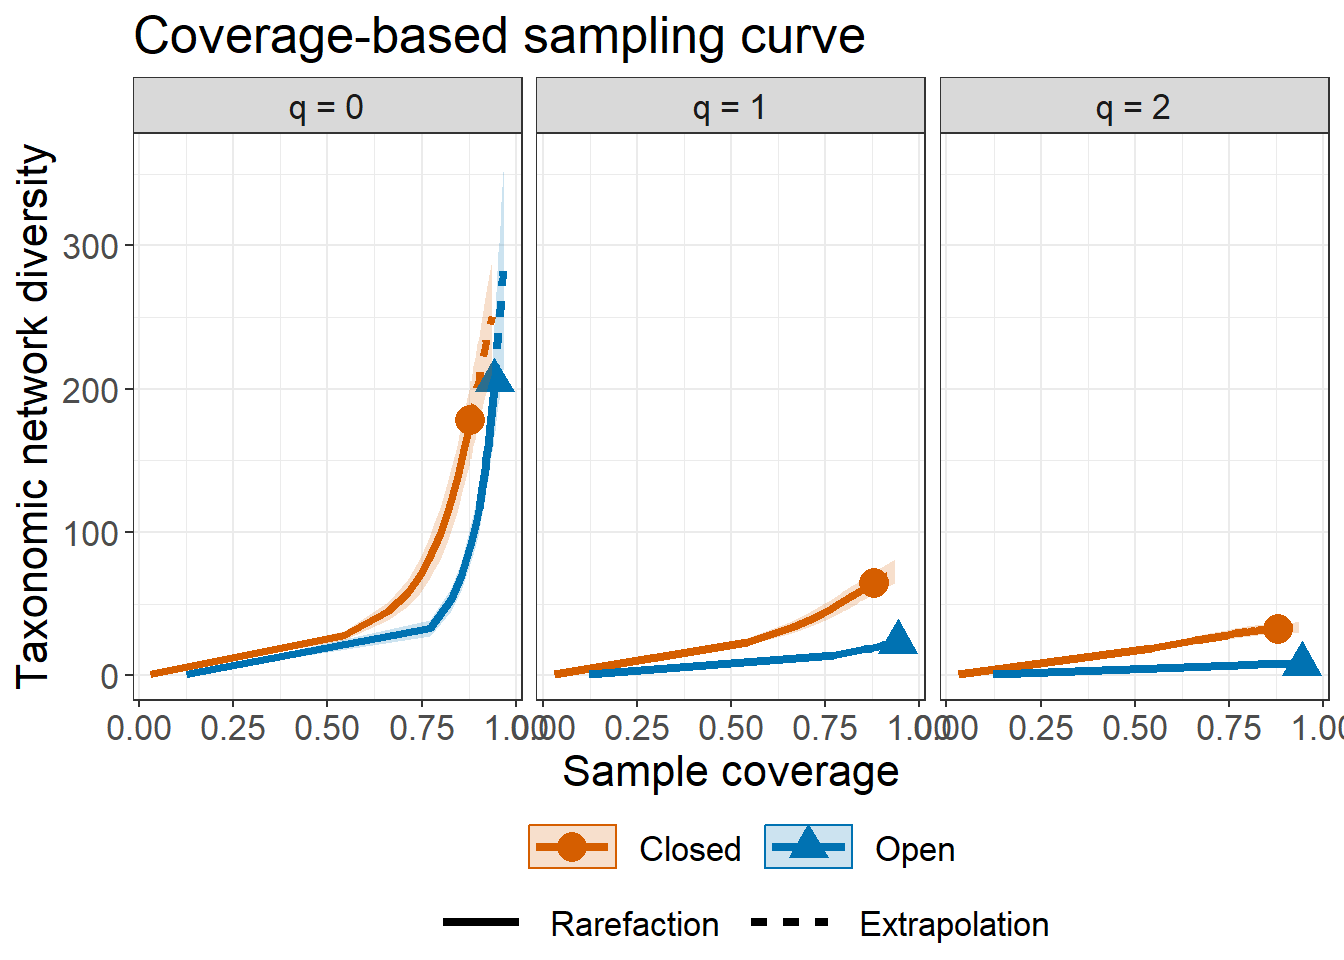 Coverage-based sampling curve
q = 0 q = 1 q = 2
Taxonomic network diversity
300
200
100
0
0.00 0.25 0.50 0.75 1.00 0.00 0.25 0.50 0.75 1.00 0.00 0.25 0.50 0.75 1.00
Sample coverage
Closed Open
Rarefaction Extrapolation